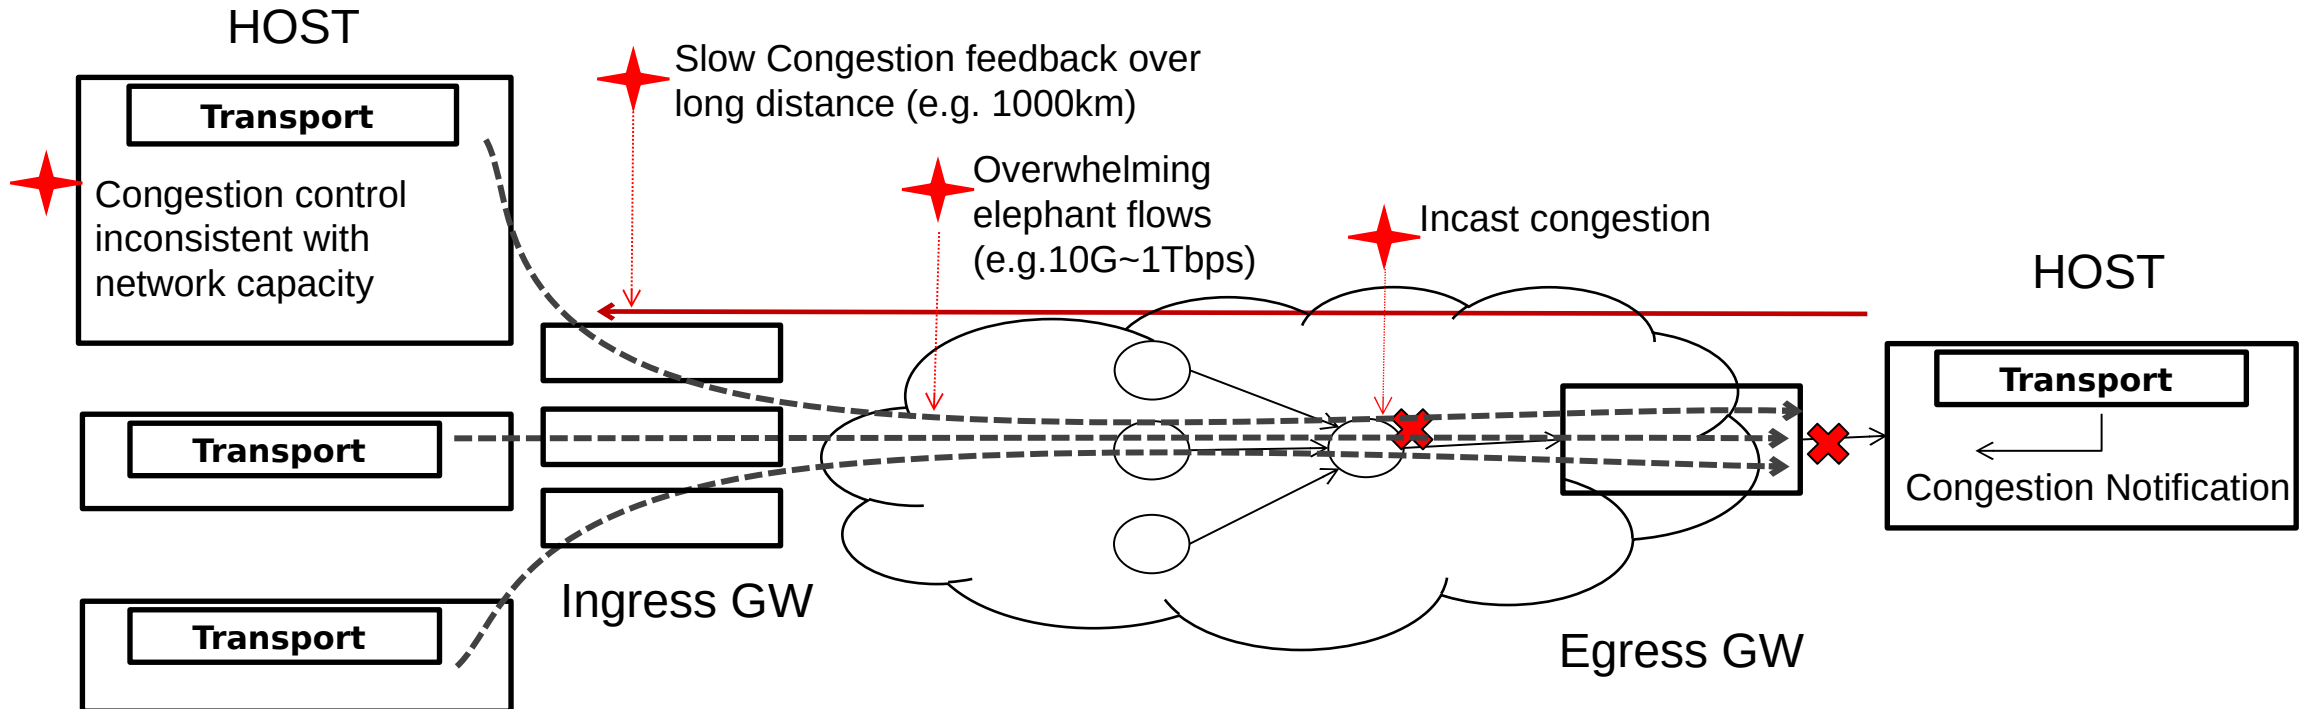 HOST
Transport
Congestion control
inconsistent with
network capacity
Slow Congestion feedback over
long distance (e.g. 1000km)
Overwhelming
elephant flows
(e.g.10G~1Tbps)
Incast congestion
HOST
Transport
Congestion Notification
Transport
Transport
Ingress GW
Egress GW